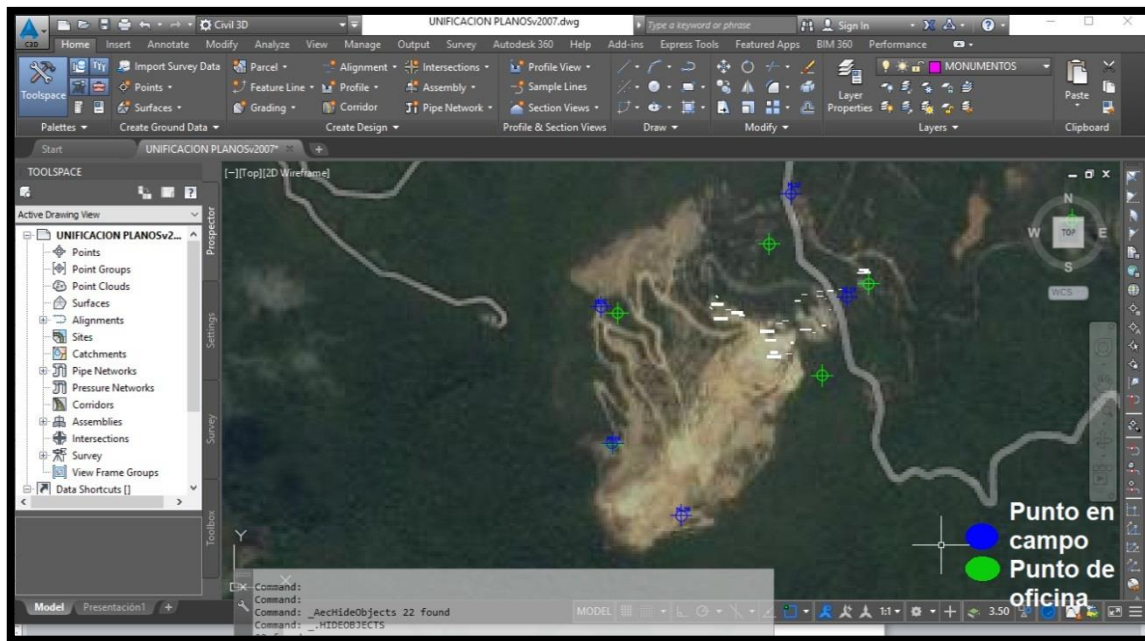 Civil 3D
UNIFICACION PLANOSv2007.dwg
Type a keyword or phrase
Sign In
C3D
Home Insert Annotate Modify Analyze View Manage Output Survey Autodesk 360 Help Add-ins Express Tools Featured Apps BIM 360 Performance
Toolspace
Import Survey Data
Points
Surfaces
Parcel
Feature Line
Grading
Alignment
Profile
Corridor
Intersections
Assembly
Pipe Network
Profile View
Sample Lines
Section Views
Layer
Properties
MONUMENTOS
Paste
Palettes Create Ground Data Create Design Profile & Section Views Draw Modify Layers Clipboard
Start UNIFICACION PLANOSv2007* +
TOOLSPACE
Active Drawing View
UNIFICACION PLANOSv2...
Points
Point Groups
Point Clouds
Surfaces
Alignments
Sites
Catchments
Pipe Networks
Pressure Networks
Corridors
Assemblies
Intersections
Survey
View Frame Groups
Data Shortcuts []
Prospector
Settings
Survey
Toolbox
[−][Top][2D Wireframe]
N
W TOP E
S
WCS
Y
X
Punto en
campo
Punto de
oficina
Command:
Command:
Command: _AecHideObjects 22 found
Command: _.HIDEOBJECTS
Model Presentación1 +
MODEL 1:1 3.50